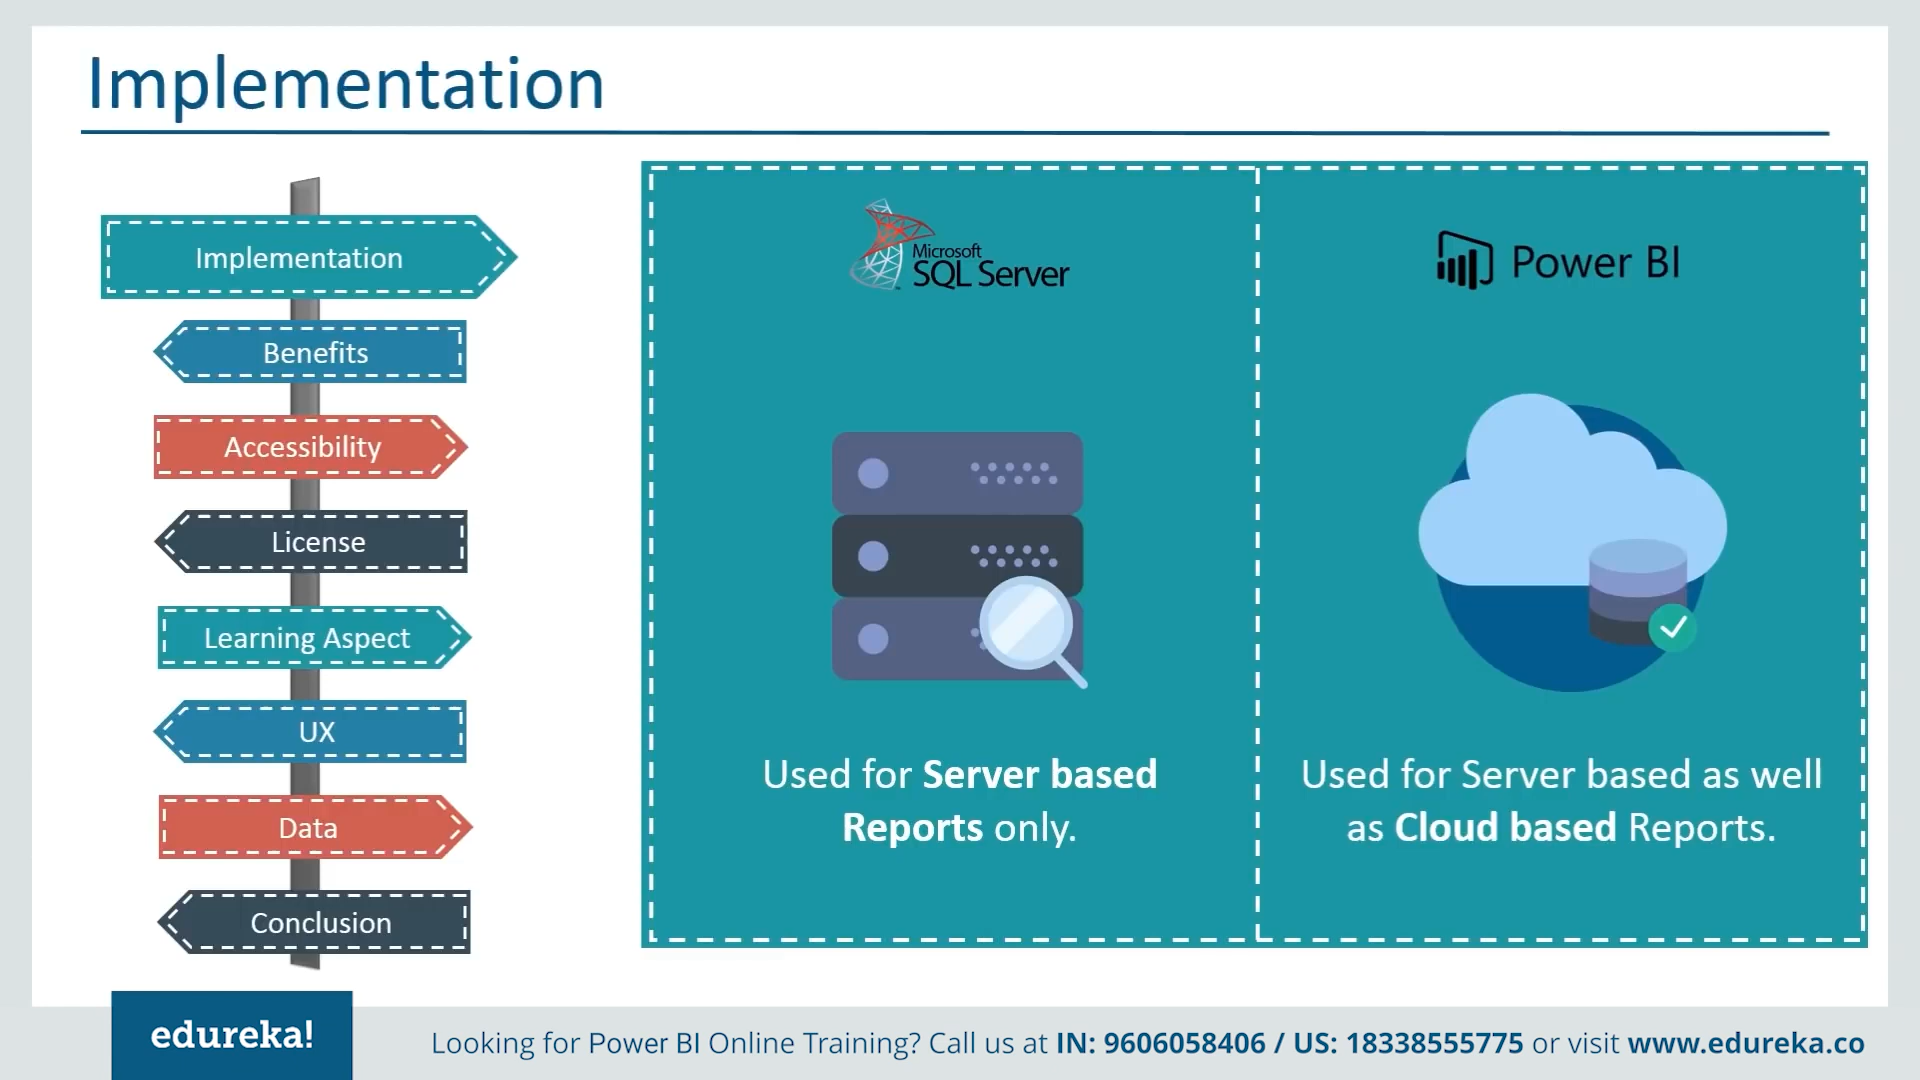 Implementation
Implementation
Benefits
Accessibility
License
Learning Aspect
UX
Data
Conclusion
Microsoft
SQL Server
Used for Server based
Reports only.
Power BI
Used for Server based as well
as Cloud based Reports.
edureka!
Looking for Power BI Online Training? Call us at IN: 9606058406 / US: 18338555775 or visit www.edureka.co